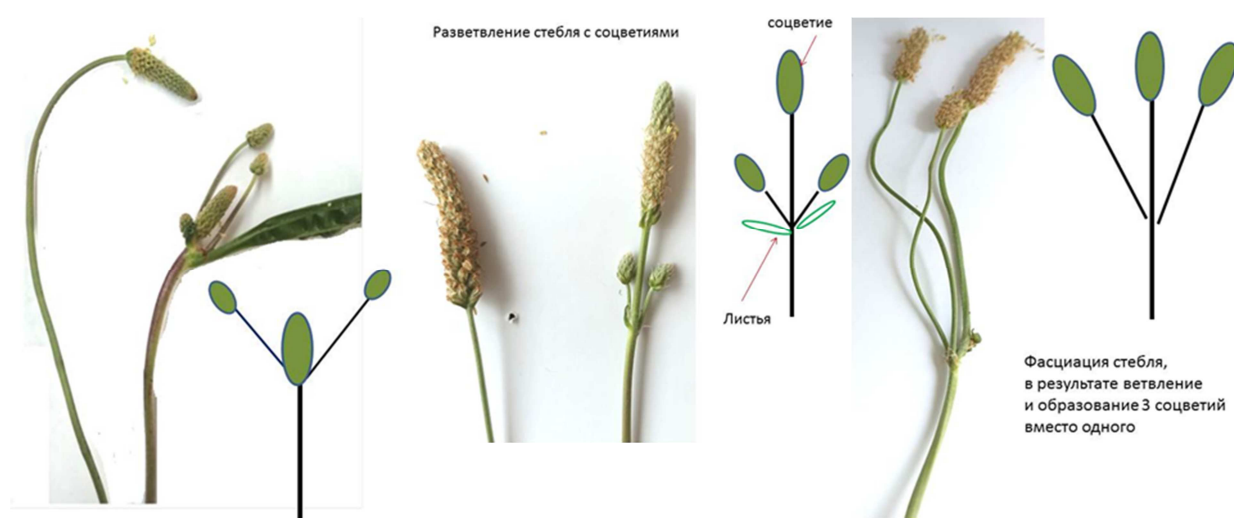 Разветвление стебля с соцветиями
соцветие
Листья
Фасциация стебля,
в результате ветвление
и образование 3 соцветий
вместо одного